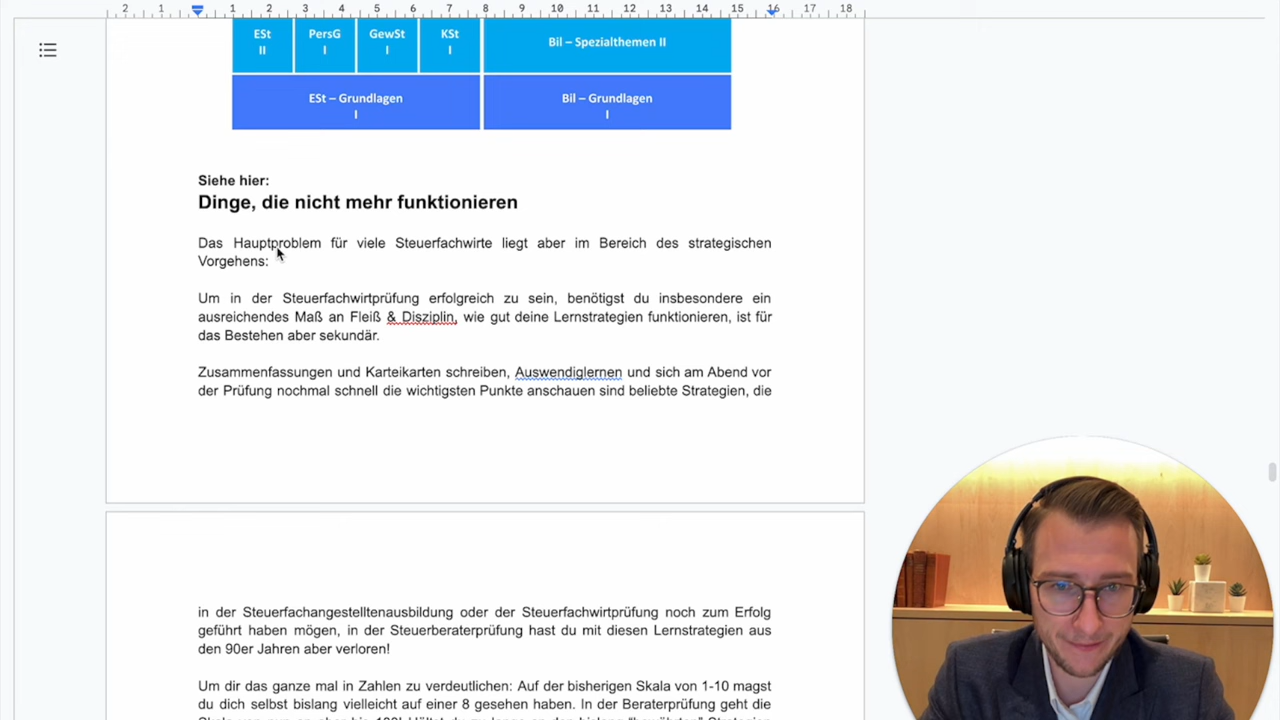 2 1 1 2 3 4 5 6 7 8 9 10 11 12 13 14 15 16 17 18
ESt PersG GewSt KSt Bil – Spezialthemen II
II I I I
ESt – Grundlagen Bil – Grundlagen
I I
Siehe hier:
Dinge, die nicht mehr funktionieren
Das Hauptproblem für viele Steuerfachwirte liegt aber im Bereich des strategischen
Vorgehens:
Um in der Steuerfachwirtprüfung erfolgreich zu sein, benötigst du insbesondere ein
ausreichendes Maß an Fleiß & Disziplin, wie gut deine Lernstrategien funktionieren, ist für
das Bestehen aber sekundär.
Zusammenfassungen und Karteikarten schreiben, Auswendiglernen und sich am Abend vor
der Prüfung nochmal schnell die wichtigsten Punkte anschauen sind beliebte Strategien, die
in der Steuerfachangestelltenausbildung oder der Steuerfachwirtprüfung noch zum Erfolg
geführt haben mögen, in der Steuerberaterprüfung hast du mit diesen Lernstrategien aus
den 90er Jahren aber verloren!
Um dir das ganze mal in Zahlen zu verdeutlichen: Auf der bisherigen Skala von 1-10 magst
du dich selbst bislang vielleicht auf einer 8 gesehen haben. In der Beraterprüfung geht die